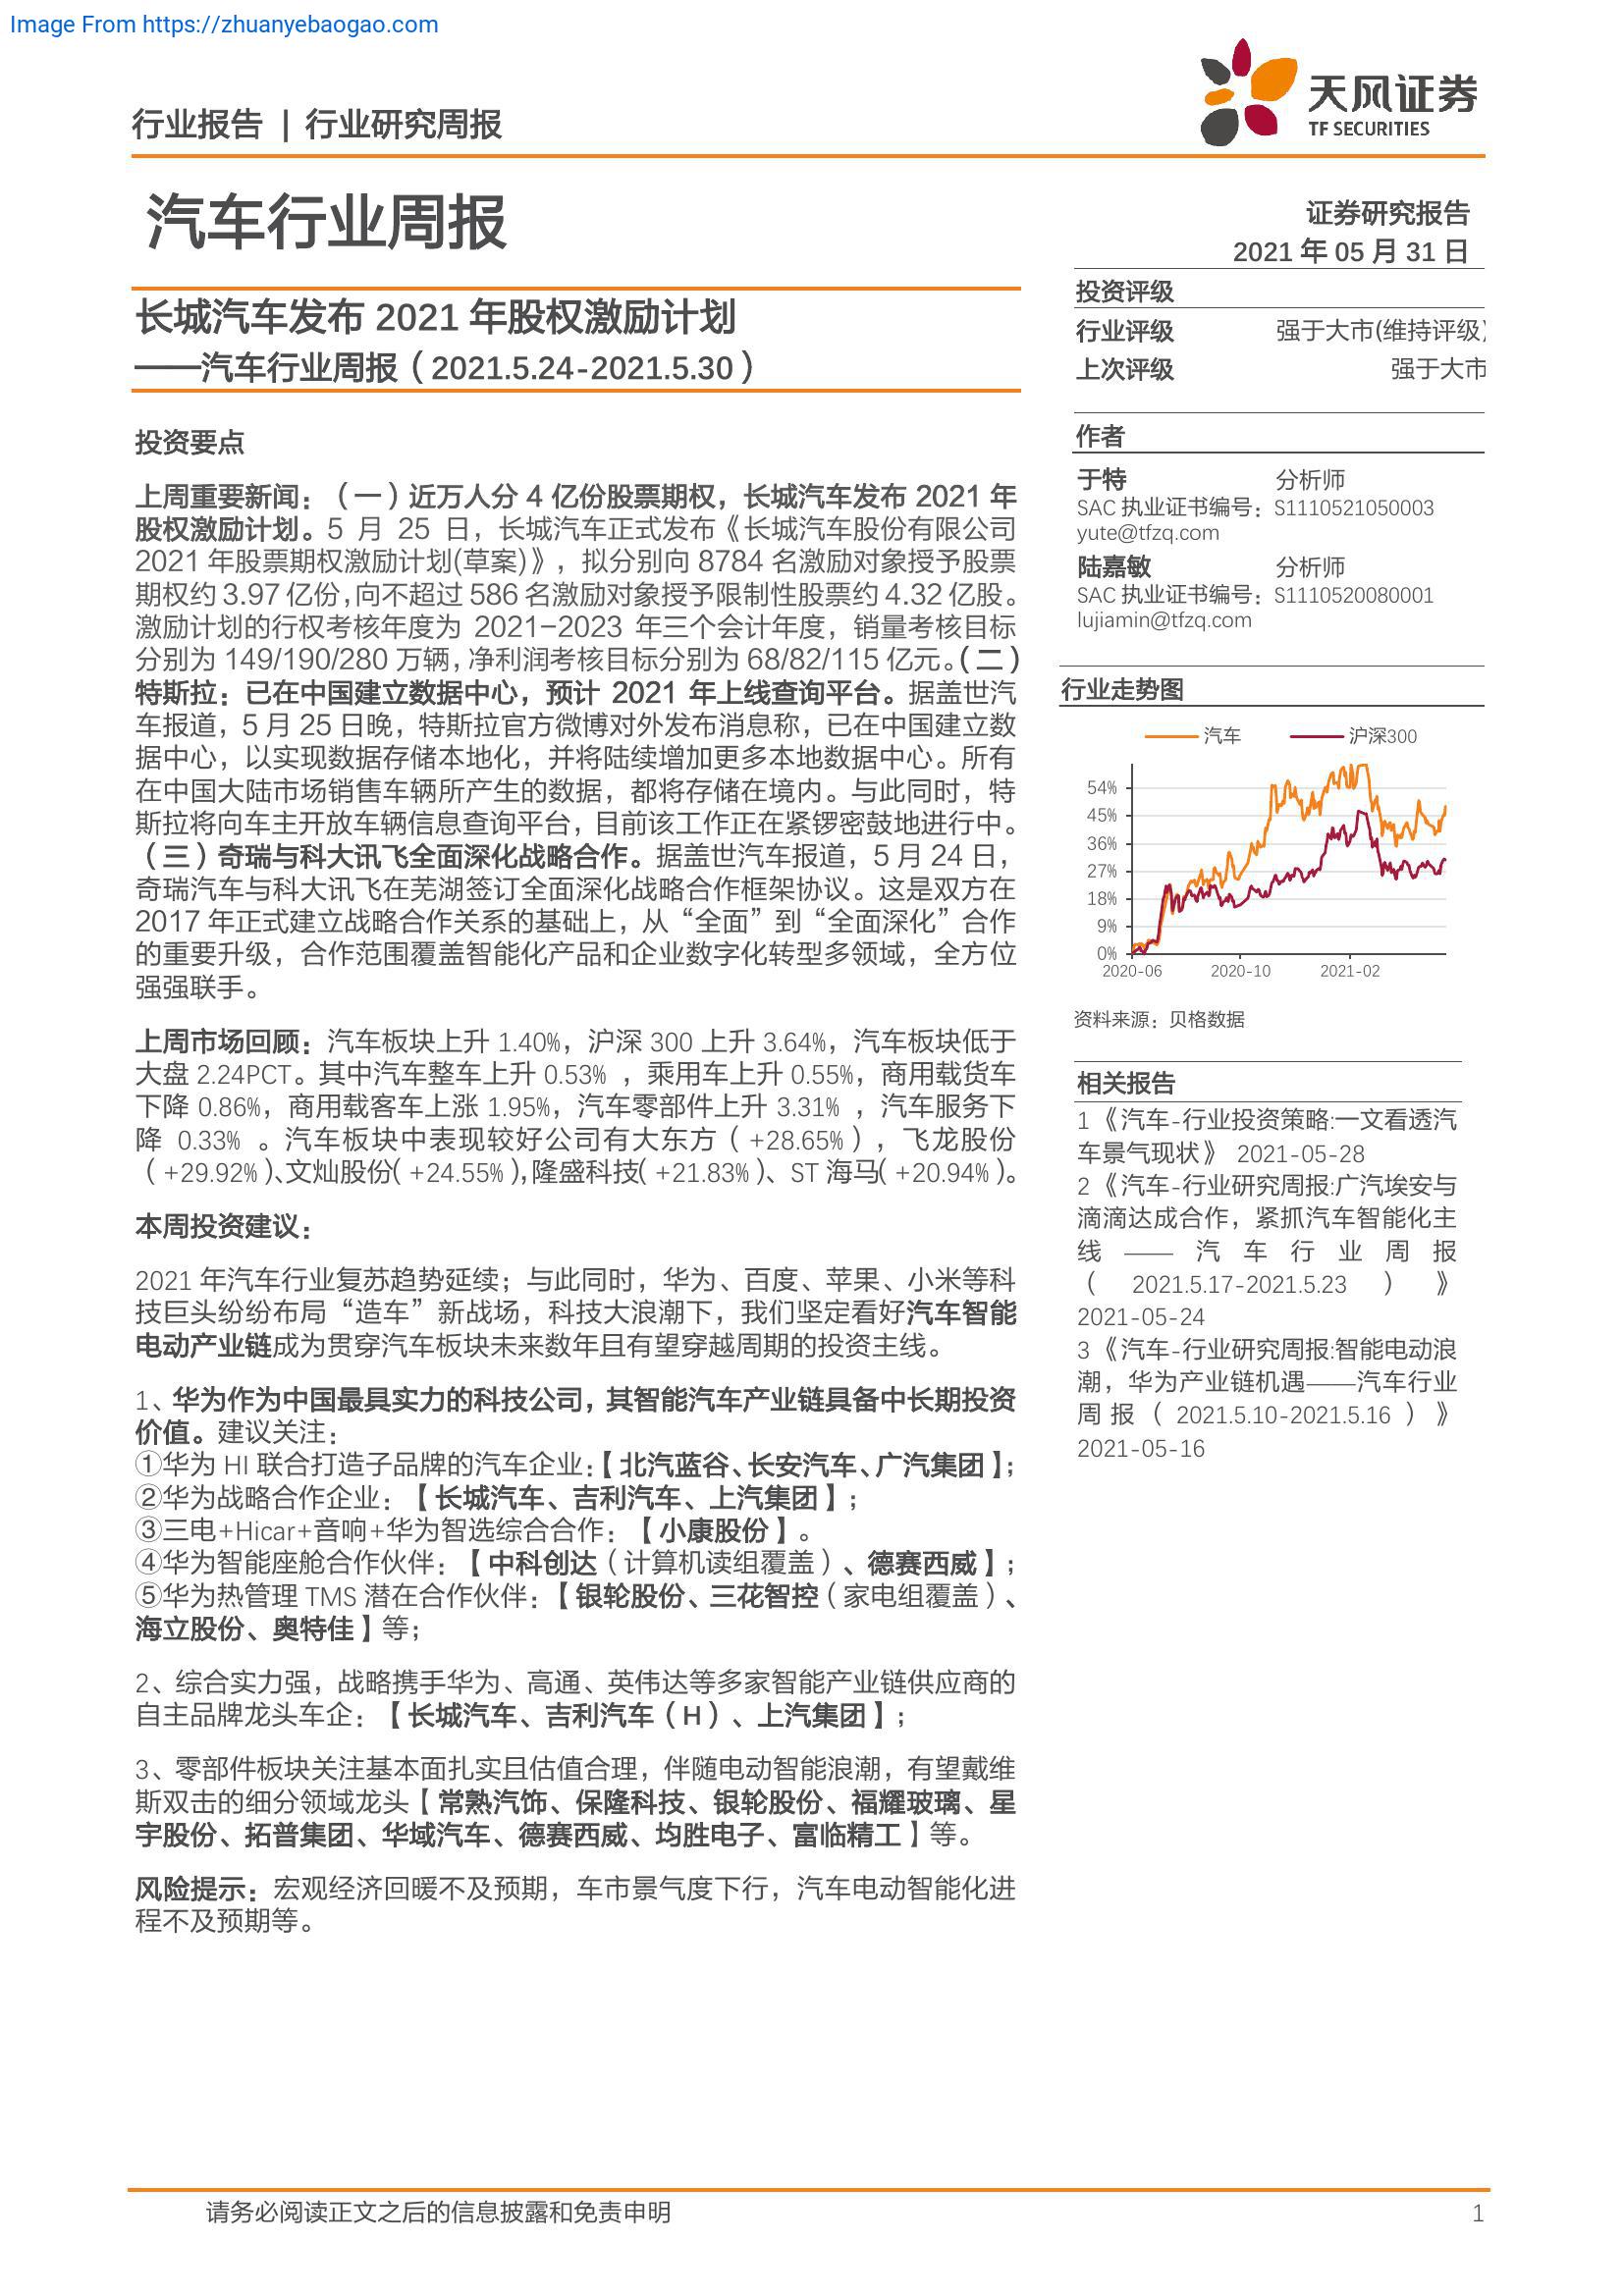 Image From https://zhuanyebaogao.com
行业报告 | 行业研究周报
天风证券
TF SECURITIES
汽车行业周报
证券研究报告
2021 年 05 月 31 日
长城汽车发布 2021 年股权激励计划
——汽车行业周报（2021.5.24-2021.5.30）
投资要点
上周重要新闻：（一）近万人分 4 亿份股票期权，长城汽车发布 2021 年
股权激励计划。5 月 25 日，长城汽车正式发布《长城汽车股份有限公司
2021 年股票期权激励计划(草案)》，拟分别向 8784 名激励对象授予股票
期权约 3.97 亿份,向不超过 586 名激励对象授予限制性股票约 4.32 亿股。
激励计划的行权考核年度为 2021-2023 年三个会计年度，销量考核目标
分别为 149/190/280 万辆,净利润考核目标分别为 68/82/115 亿元。（二）
特斯拉：已在中国建立数据中心，预计 2021 年上线查询平台。据盖世汽
车报道，5 月 25 日晚，特斯拉官方微博对外发布消息称，已在中国建立数
据中心，以实现数据存储本地化，并将陆续增加更多本地数据中心。所有
在中国大陆市场销售车辆所产生的数据，都将存储在境内。与此同时，特
斯拉将向车主开放车辆信息查询平台，目前该工作正在紧锣密鼓地进行中。
（三）奇瑞与科大讯飞全面深化战略合作。据盖世汽车报道，5 月 24 日，
奇瑞汽车与科大讯飞在芜湖签订全面深化战略合作框架协议。这是双方在
2017 年正式建立战略合作关系的基础上，从“全面”到“全面深化”合作
的重要升级，合作范围覆盖智能化产品和企业数字化转型多领域，全方位
强强联手。
上周市场回顾：汽车板块上升 1.40%，沪深 300 上升 3.64%，汽车板块低于
大盘 2.24PCT。其中汽车整车上升 0.53% ，乘用车上升 0.55%，商用载货车
下降 0.86%，商用载客车上涨 1.95%，汽车零部件上升 3.31% ，汽车服务下
降 0.33% 。汽车板块中表现较好公司有大东方（+28.65%），飞龙股份
（+29.92%）、文灿股份（+24.55%）,隆盛科技（+21.83%）、ST 海马（+20.94%）。
本周投资建议：
2021 年汽车行业复苏趋势延续；与此同时，华为、百度、苹果、小米等科
技巨头纷纷布局“造车”新战场，科技大浪潮下，我们坚定看好汽车智能
电动产业链成为贯穿汽车板块未来数年且有望穿越周期的投资主线。
1、华为作为中国最具实力的科技公司，其智能汽车产业链具备中长期投资
价值。建议关注：
①华为 HI 联合打造子品牌的汽车企业:【北汽蓝谷、长安汽车、广汽集团】；
②华为战略合作企业：【长城汽车、吉利汽车、上汽集团】；
③三电+Hicar+音响+华为智选综合合作：【小康股份】。
④华为智能座舱合作伙伴：【中科创达（计算机读组覆盖）、德赛西威】；
⑤华为热管理 TMS 潜在合作伙伴：【银轮股份、三花智控（家电组覆盖）、
海立股份、奥特佳】等；
2、综合实力强，战略携手华为、高通、英伟达等多家智能产业链供应商的
自主品牌龙头车企：【长城汽车、吉利汽车（H）、上汽集团】；
3、零部件板块关注基本面扎实且估值合理，伴随电动智能浪潮，有望戴维
斯双击的细分领域龙头【常熟汽饰、保隆科技、银轮股份、福耀玻璃、星
宇股份、拓普集团、华域汽车、德赛西威、均胜电子、富临精工】等。
风险提示：宏观经济回暖不及预期，车市景气度下行，汽车电动智能化进
程不及预期等。
投资评级
行业评级 强于大市(维持评级)
上次评级 强于大市
作者
于特 分析师
SAC 执业证书编号：S1110521050003
yute@tfzq.com
陆嘉敏 分析师
SAC 执业证书编号：S1110520080001
lujiamin@tfzq.com
行业走势图
汽车 沪深300
54%
45%
36%
27%
18%
9%
0%
2020-06 2020-10 2021-02
资料来源：贝格数据
相关报告
1 《汽车-行业投资策略:一文看透汽
车景气现状》 2021-05-28
2 《汽车-行业研究周报:广汽埃安与
滴滴达成合作，紧抓汽车智能化主
线——汽车行业周报
（2021.5.17-2021.5.23）》
2021-05-24
3 《汽车-行业研究周报:智能电动浪
潮，华为产业链机遇——汽车行业
周报（2021.5.10-2021.5.16）》
2021-05-16
请务必阅读正文之后的信息披露和免责申明 1